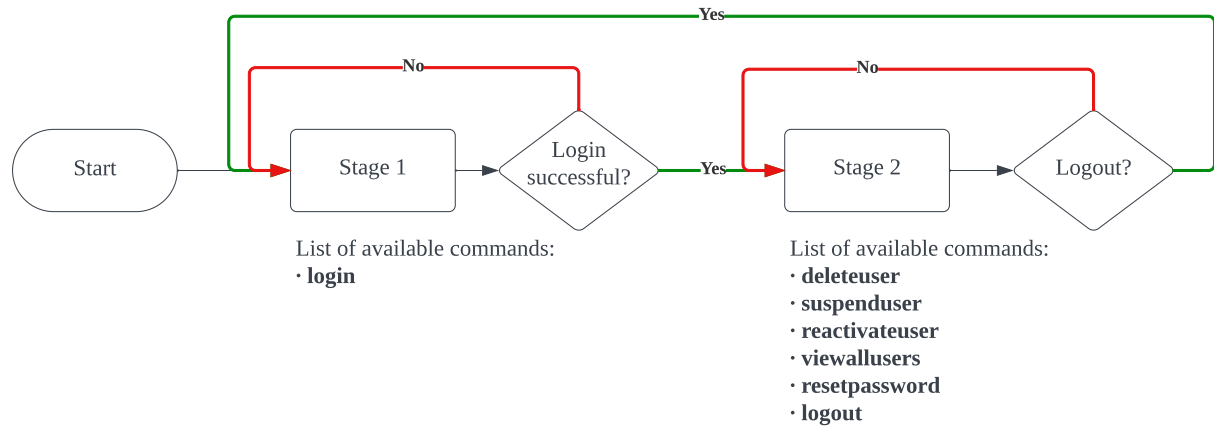 Yes
No
No
Start
Stage 1
Login
successful?
Yes
Stage 2
Logout?
List of available commands:
· login
List of available commands:
· deleteuser
· suspenduser
· reactivateuser
· viewallusers
· resetpassword
· logout